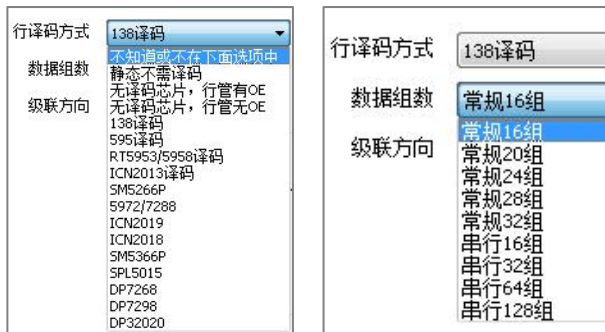 行译码方式
138译码
数据组数
级联方向
不知道或不在下面选项中
静态不需译码
无译码芯片，行管有OE
无译码芯片，行管无OE
138译码
595译码
RT5953/5958译码
ICN2013译码
SM5266P
5972/7288
ICN2019
ICN2018
SM5366P
SPL5015
DP7268
DP7298
DP32020
行译码方式
138译码
数据组数
常规16组
级联方向
常规16组
常规20组
常规24组
常规28组
常规32组
串行16组
串行32组
串行64组
串行128组